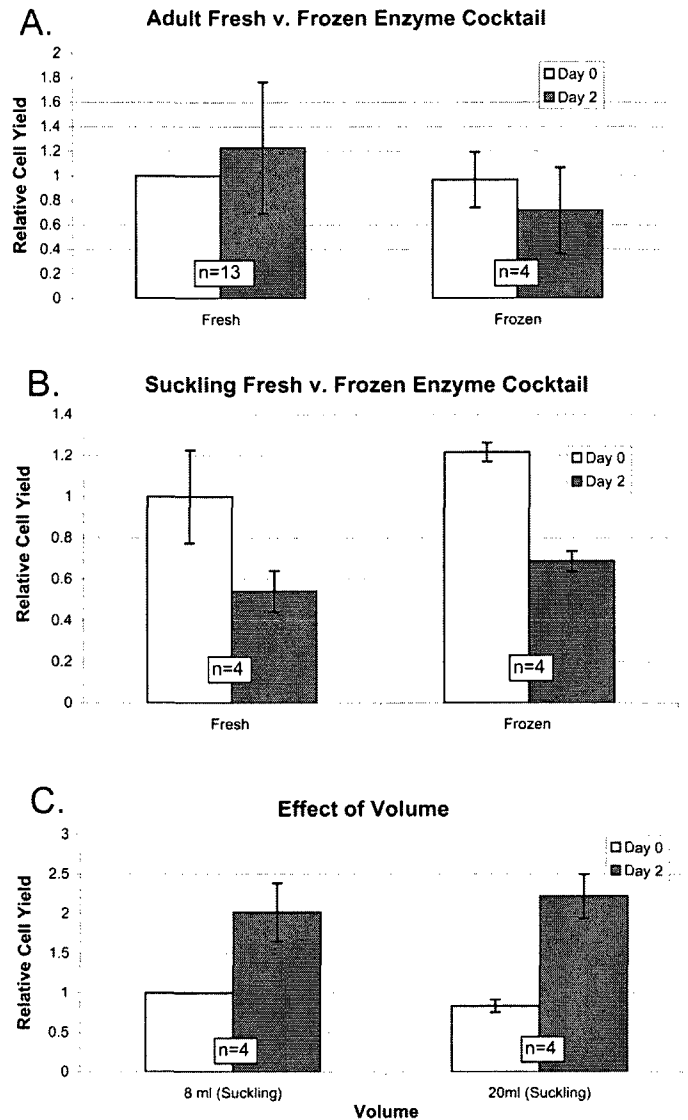 A.
Adult Fresh v. Frozen Enzyme Cocktail
Relative Cell Yield
2
1.8
1.6
1.4
1.2
1
0.8
0.6
0.4
0.2
0
Day 0
Day 2
n=13
n=4
Fresh
Frozen
B.
Suckling Fresh v. Frozen Enzyme Cocktail
Relative Cell Yield
1.4
1.2
1
0.8
0.6
0.4
0.2
0
Day 0
Day 2
n=4
n=4
Fresh
Frozen
C.
Effect of Volume
Relative Cell Yield
3
2.5
2
1.5
1
0.5
0
Day 0
Day 2
n=4
n=4
8 ml (Suckling)
20ml (Suckling)
Volume